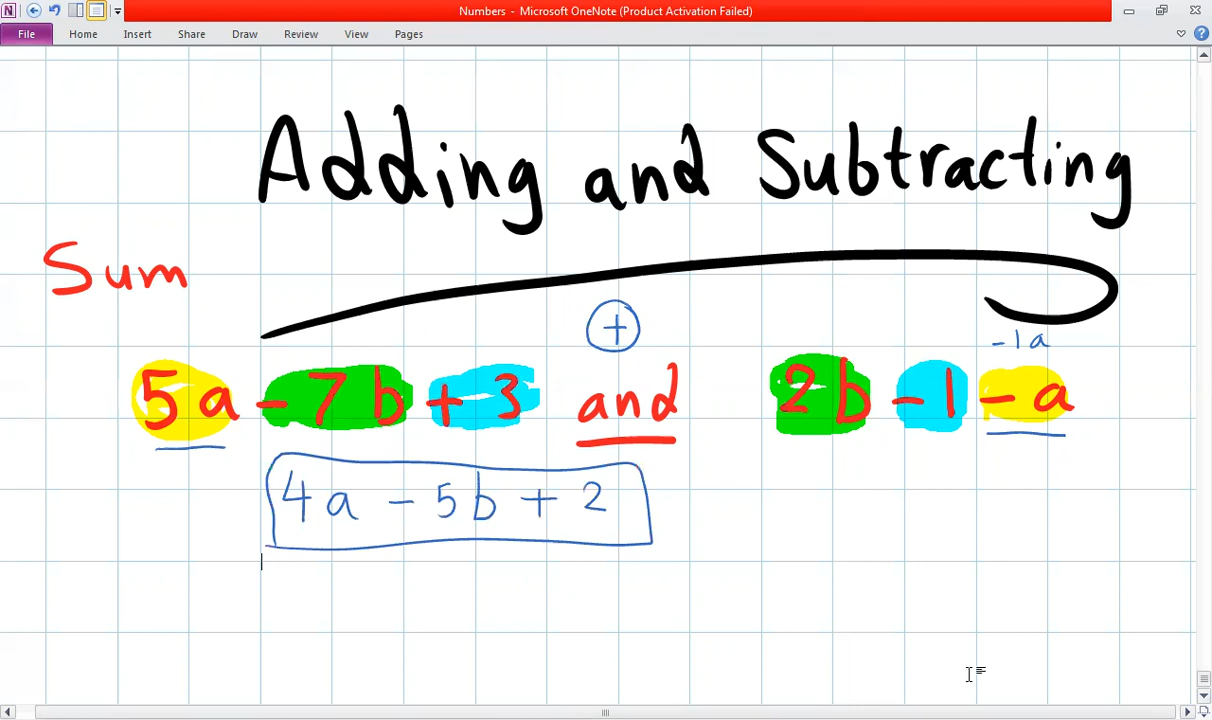 Numbers - Microsoft OneNote (Product Activation Failed)
File Home Insert Share Draw Review View Pages
Adding and Subtracting
Sum
+
-1a
5a - 7b + 3 and 2b - 1 - a
4a - 5b + 2